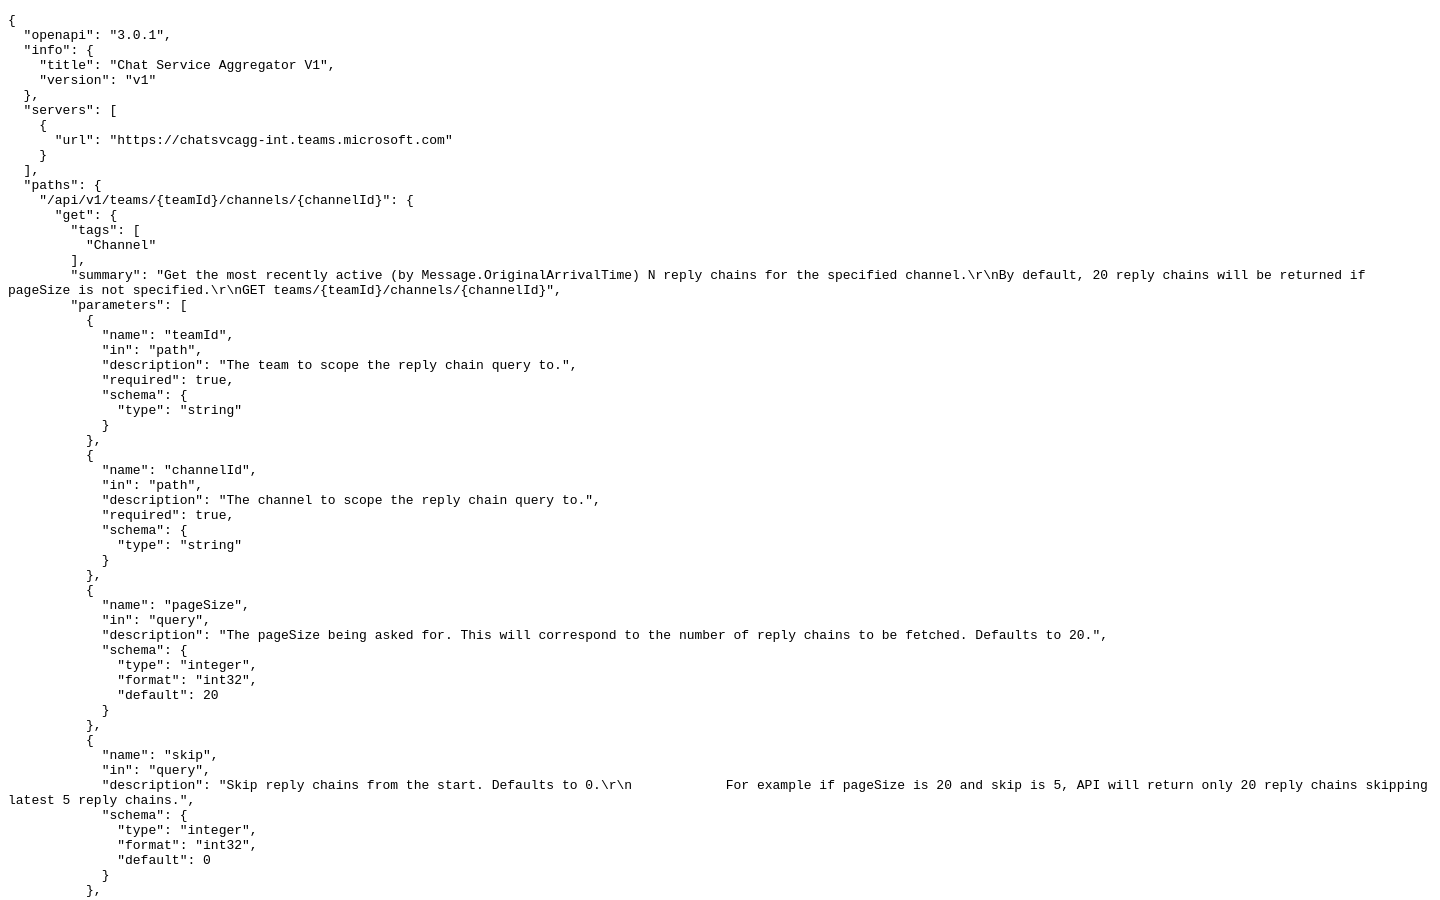 {
  "openapi": "3.0.1",
  "info": {
    "title": "Chat Service Aggregator V1",
    "version": "v1"
  },
  "servers": [
    {
      "url": "https://chatsvcagg-int.teams.microsoft.com"
    }
  ],
  "paths": {
    "/api/v1/teams/{teamId}/channels/{channelId}": {
      "get": {
        "tags": [
          "Channel"
        ],
        "summary": "Get the most recently active (by Message.OriginalArrivalTime) N reply chains for the specified channel.\r\nBy default, 20 reply chains will be returned if
pageSize is not specified.\r\nGET teams/{teamId}/channels/{channelId}",
        "parameters": [
          {
            "name": "teamId",
            "in": "path",
            "description": "The team to scope the reply chain query to.",
            "required": true,
            "schema": {
              "type": "string"
            }
          },
          {
            "name": "channelId",
            "in": "path",
            "description": "The channel to scope the reply chain query to.",
            "required": true,
            "schema": {
              "type": "string"
            }
          },
          {
            "name": "pageSize",
            "in": "query",
            "description": "The pageSize being asked for. This will correspond to the number of reply chains to be fetched. Defaults to 20.",
            "schema": {
              "type": "integer",
              "format": "int32",
              "default": 20
            }
          },
          {
            "name": "skip",
            "in": "query",
            "description": "Skip reply chains from the start. Defaults to 0.\r\n            For example if pageSize is 20 and skip is 5, API will return only 20 reply chains skipping
latest 5 reply chains.",
            "schema": {
              "type": "integer",
              "format": "int32",
              "default": 0
            }
          },